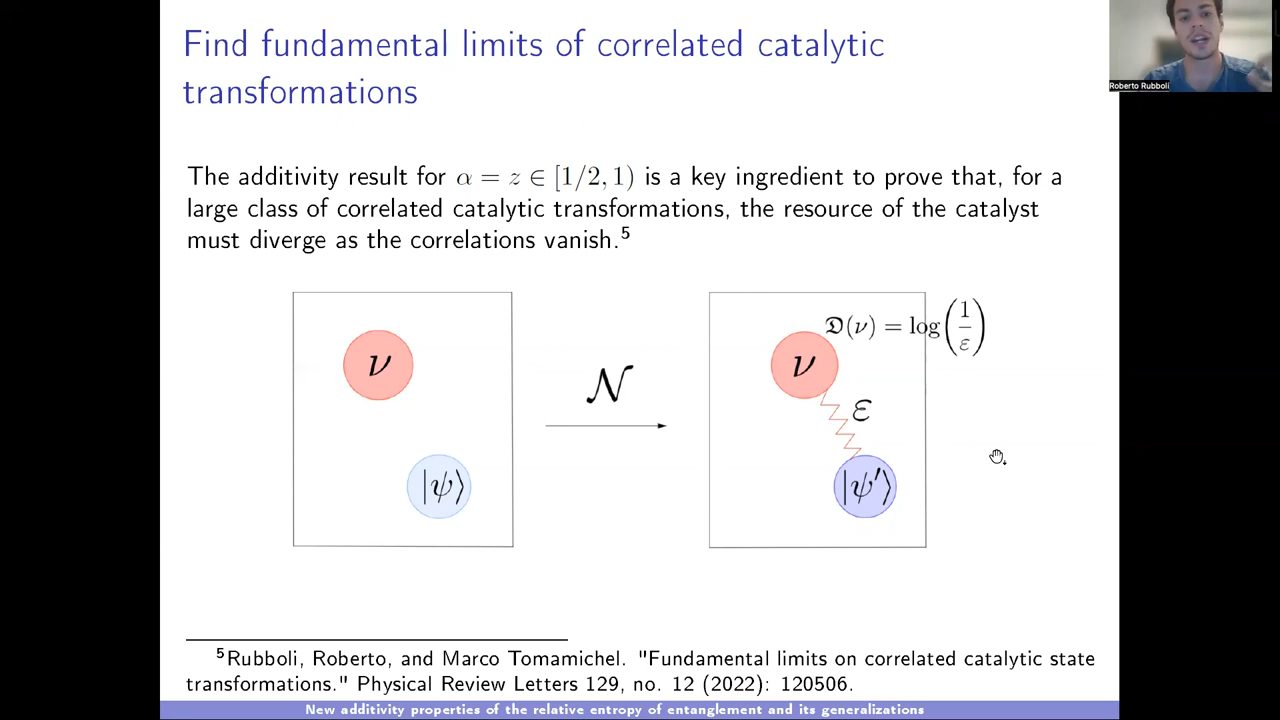 Find fundamental limits of correlated catalytic
transformations
Roberto Rubboli
The additivity result for α = z ∈ [1/2, 1) is a key ingredient to prove that, for a
large class of correlated catalytic transformations, the resource of the catalyst
must diverge as the correlations vanish.⁵
𝔇(ν) = log(1/ε)
ν
𝒩
ν
ε
|ψ⟩
|ψ′⟩
⁵Rubboli, Roberto, and Marco Tomamichel. "Fundamental limits on correlated catalytic state
transformations." Physical Review Letters 129, no. 12 (2022): 120506.
New additivity properties of the relative entropy of entanglement and its generalizations